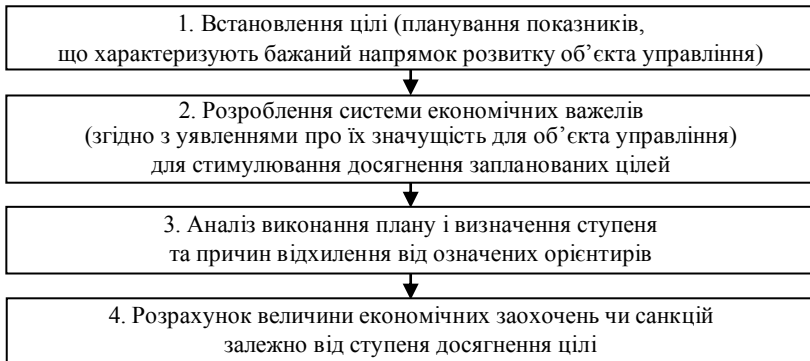 1. Встановлення цілі (планування показників,
що характеризують бажаний напрямок розвитку об’єкта управління)
2. Розроблення системи економічних важелів
(згідно з уявленнями про їх значущість для об’єкта управління)
для стимулювання досягнення запланованих цілей
3. Аналіз виконання плану і визначення ступеня
та причин відхилення від означених орієнтирів
4. Розрахунок величини економічних заохочень чи санкцій
залежно від ступеня досягнення цілі